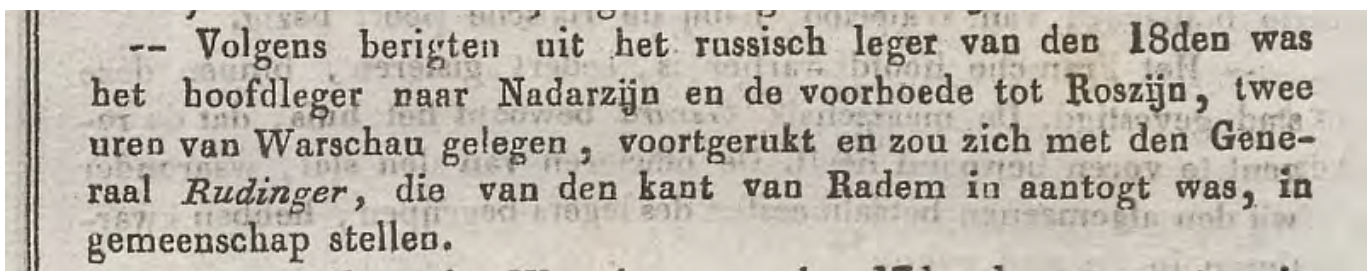 -- Volgens berigten uit het russisch leger van den 18den was
het hoofdleger naar Nadarzijn en de voorhoede tot Roszijn, twee
uren van Warschau gelegen, voortgerukt en zou zich met den Gene-
raal Rudinger, die van den kant van Radem in aantogt was, in
gemeenschap stellen.